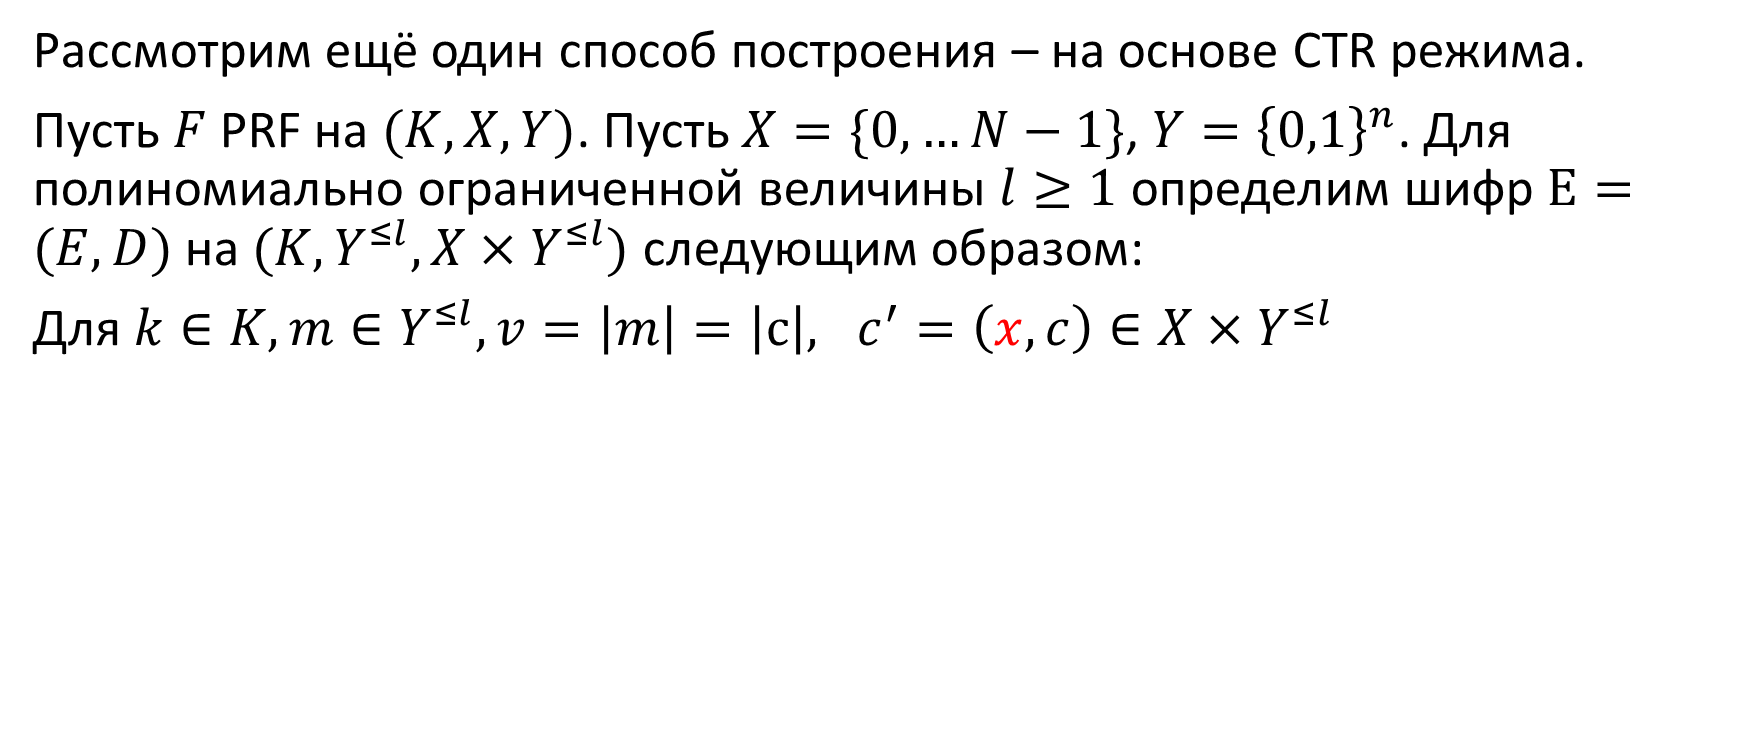 Рассмотрим ещё один способ построения – на основе CTR режима.
Пусть 𝐹 PRF на (𝐾, 𝑋, 𝑌). Пусть 𝑋 = {0, … 𝑁 − 1}, 𝑌 = {0,1}ⁿ. Для
полиномиально ограниченной величины 𝑙 ≥ 1 определим шифр E =
(𝐸, 𝐷) на (𝐾, 𝑌^{≤𝑙}, 𝑋 × 𝑌^{≤𝑙}) следующим образом:
Для 𝑘 ∈ 𝐾, 𝑚 ∈ 𝑌^{≤𝑙}, 𝑣 = |𝑚| = |c|, 𝑐′ = (𝑥, 𝑐) ∈ 𝑋 × 𝑌^{≤𝑙}